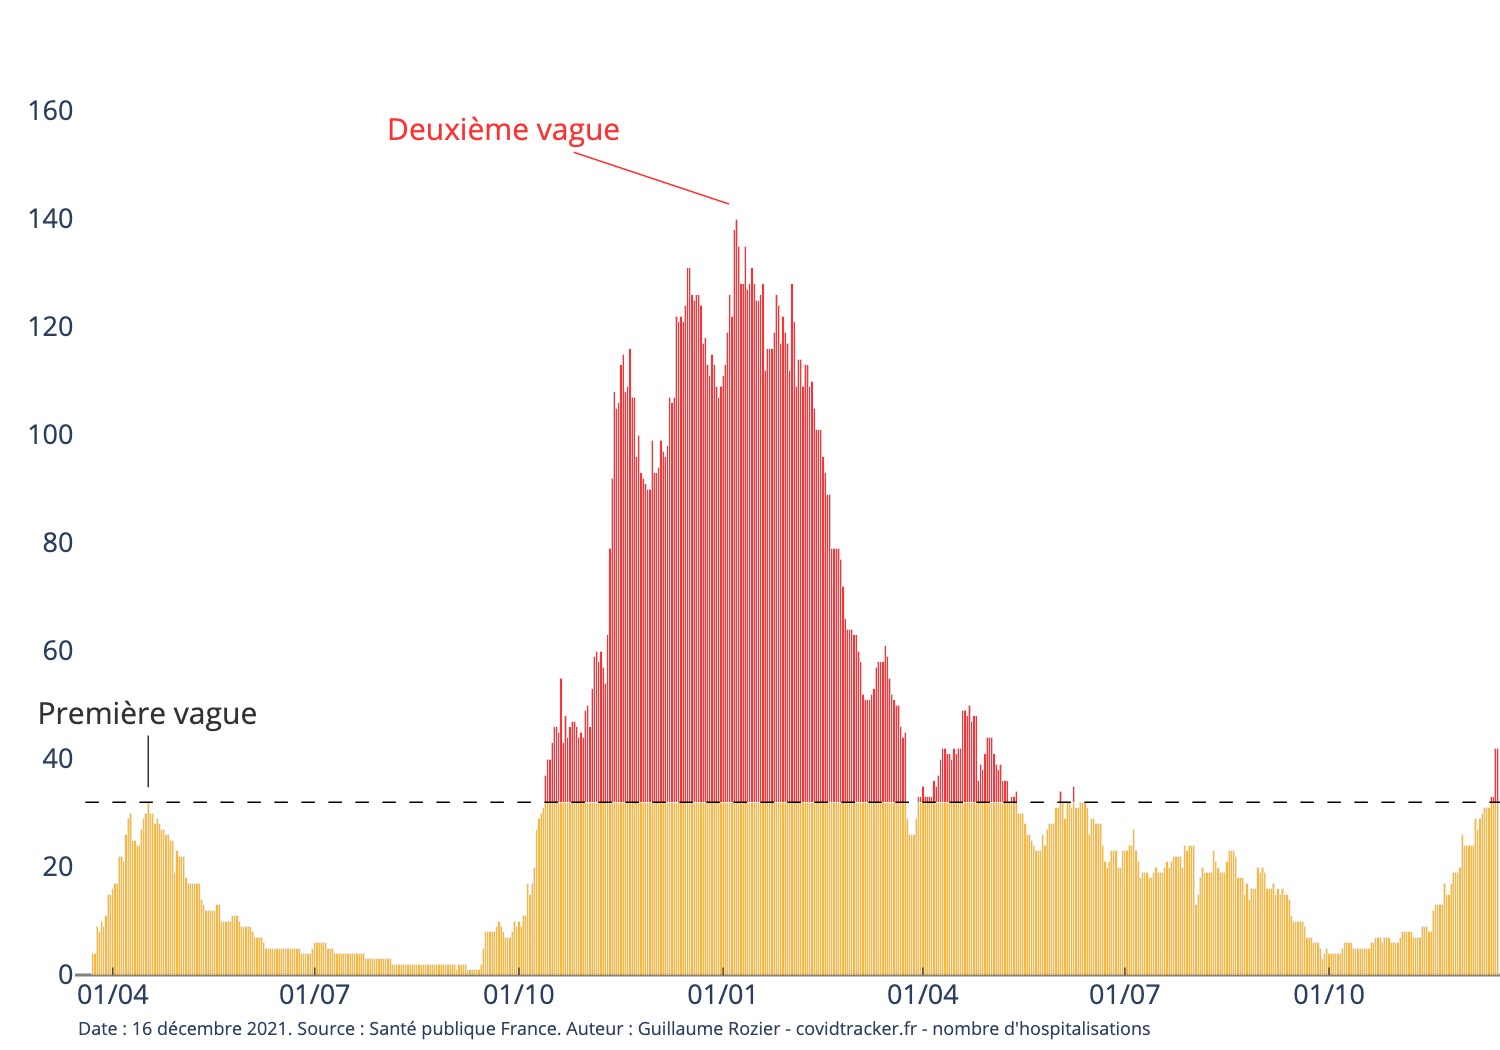 160
Deuxième vague
140
120
100
80
60
Première vague
40
20
0
01/04 01/07 01/10 01/01 01/04 01/07 01/10
Date : 16 décembre 2021. Source : Santé publique France. Auteur : Guillaume Rozier - covidtracker.fr - nombre d'hospitalisations